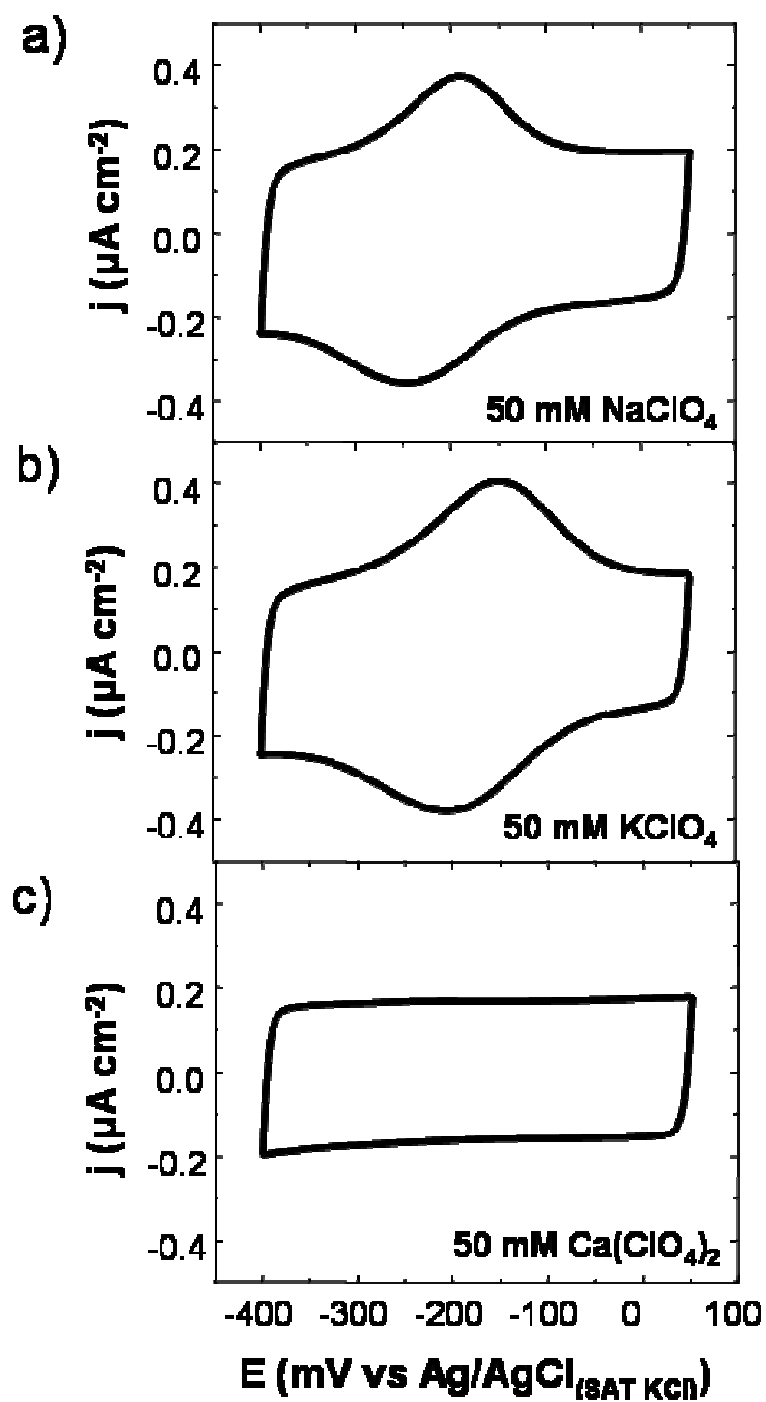 a)
0.4
0.2
0.0
-0.2
-0.4
j (µA cm⁻²)
50 mM NaClO₄
b)
0.4
0.2
0.0
-0.2
-0.4
j (µA cm⁻²)
50 mM KClO₄
c)
0.4
0.2
0.0
-0.2
-0.4
j (µA cm⁻²)
50 mM Ca(ClO₄)₂
-400 -300 -200 -100 0 100
E (mV vs Ag/AgCl(SAT KCl))